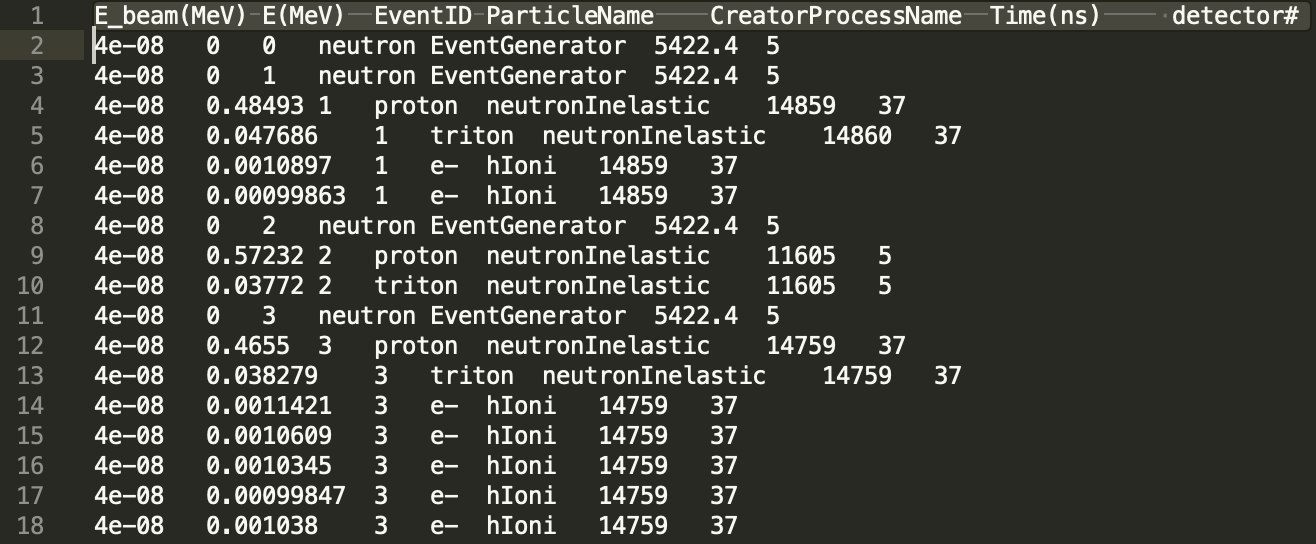 1 E_beam(MeV) E(MeV) EventID ParticleName CreatorProcessName Time(ns) detector#
2 4e-08 0 0 neutron EventGenerator 5422.4 5
3 4e-08 0 1 neutron EventGenerator 5422.4 5
4 4e-08 0.48493 1 proton neutronInelastic 14859 37
5 4e-08 0.047686 1 triton neutronInelastic 14860 37
6 4e-08 0.0010897 1 e- hIoni 14859 37
7 4e-08 0.00099863 1 e- hIoni 14859 37
8 4e-08 0 2 neutron EventGenerator 5422.4 5
9 4e-08 0.57232 2 proton neutronInelastic 11605 5
10 4e-08 0.03772 2 triton neutronInelastic 11605 5
11 4e-08 0 3 neutron EventGenerator 5422.4 5
12 4e-08 0.4655 3 proton neutronInelastic 14759 37
13 4e-08 0.038279 3 triton neutronInelastic 14759 37
14 4e-08 0.0011421 3 e- hIoni 14759 37
15 4e-08 0.0010609 3 e- hIoni 14759 37
16 4e-08 0.0010345 3 e- hIoni 14759 37
17 4e-08 0.00099847 3 e- hIoni 14759 37
18 4e-08 0.001038 3 e- hIoni 14759 37